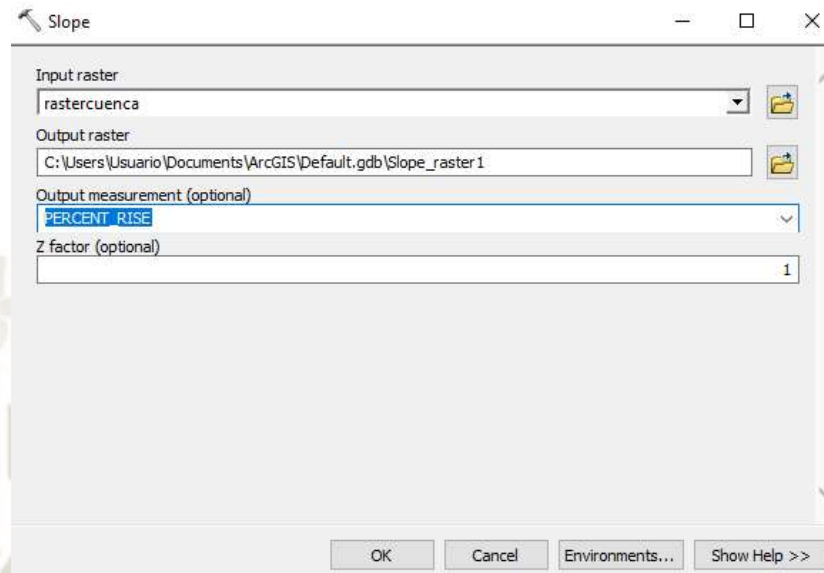 Slope
Input raster
rastercuenca
Output raster
C:\Users\Usuario\Documents\ArcGIS\Default.gdb\Slope_raster1
Output measurement (optional)
PERCENT_RISE
Z factor (optional)
1
OK Cancel Environments... Show Help >>